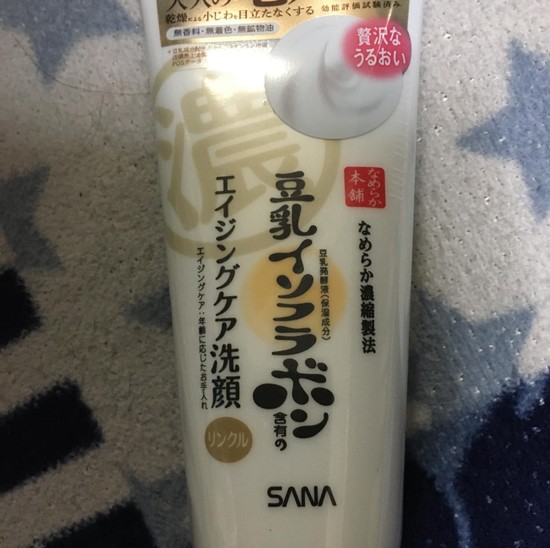 乾燥による小じわを目立たなくする 効能評価試験済み
無香料・無着色・無鉱物油
贅沢な
うるおい
濃
なめらか
本舗
なめらか濃縮製法
豆乳発酵液(保湿成分)
豆乳イソフラボン
含有の
エイジングケア洗顔
エイジングケア:年齢に応じたお手入れ
リンクル
SANA